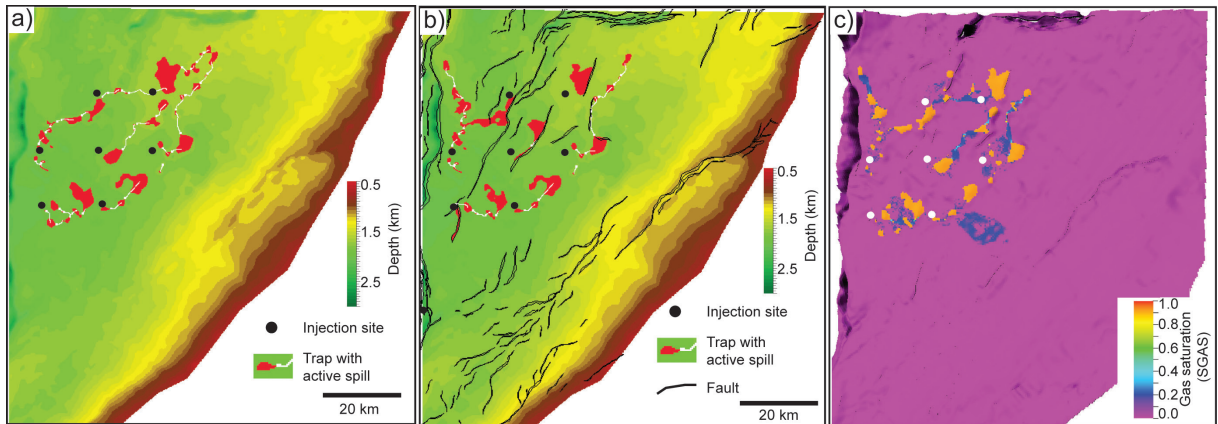 a)
0.5
1.5
2.5
Depth (km)
Injection site
Trap with
active spill
20 km
b)
0.5
1.5
2.5
Depth (km)
Injection site
Trap with
active spill
Fault
20 km
c)
1.0
0.8
0.6
0.4
0.2
0.0
Gas saturation
(SGAS)